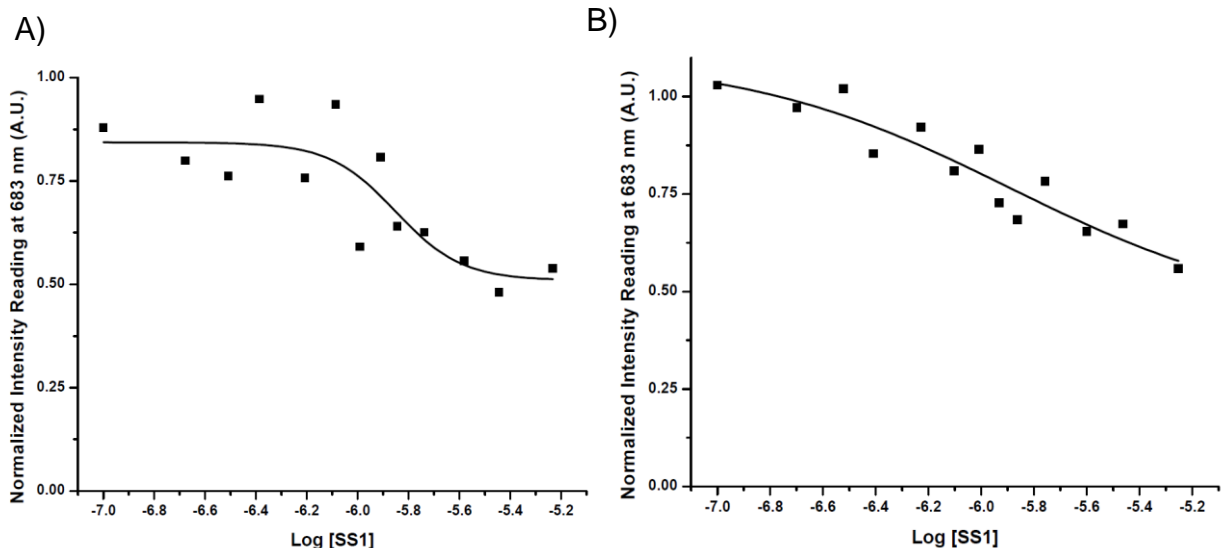 A)
B)
Normalized Intensity Reading at 683 nm (A.U.)
1.00
0.75
0.50
0.25
0.00
-7.0 -6.8 -6.6 -6.4 -6.2 -6.0 -5.8 -5.6 -5.4 -5.2
Log [SS1]
Normalized Intensity Reading at 683 nm (A.U.)
1.00
0.75
0.50
0.25
0.00
-7.0 -6.8 -6.6 -6.4 -6.2 -6.0 -5.8 -5.6 -5.4 -5.2
Log [SS1]